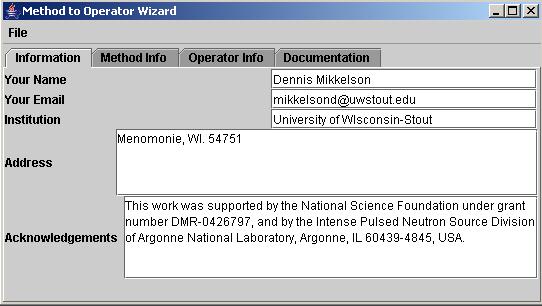 Method to Operator Wizard
File
Information Method Info Operator Info Documentation
Your Name Dennis Mikkelson
Your Email mikkelsond@uwstout.edu
Institution University of WIsconsin-Stout
Address Menomonie, WI. 54751
Acknowledgements This work was supported by the National Science Foundation under grant
number DMR-0426797, and by the Intense Pulsed Neutron Source Division
of Argonne National Laboratory, Argonne, IL 60439-4845, USA.